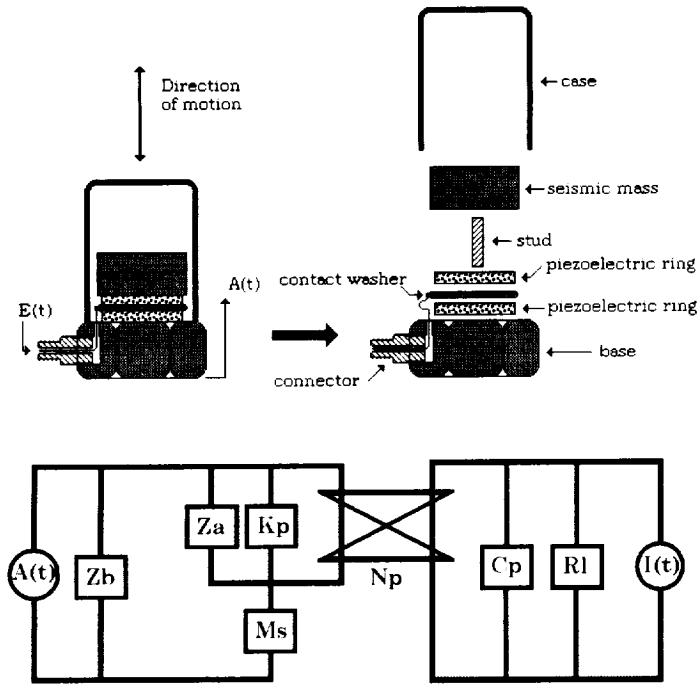 Direction
of motion
case
seismic mass
stud
A(t)
contact washer
piezoelectric ring
E(t)
piezoelectric ring
base
connector
Za
Kp
A(t)
Zb
Np
Cp
Rl
I(t)
Ms